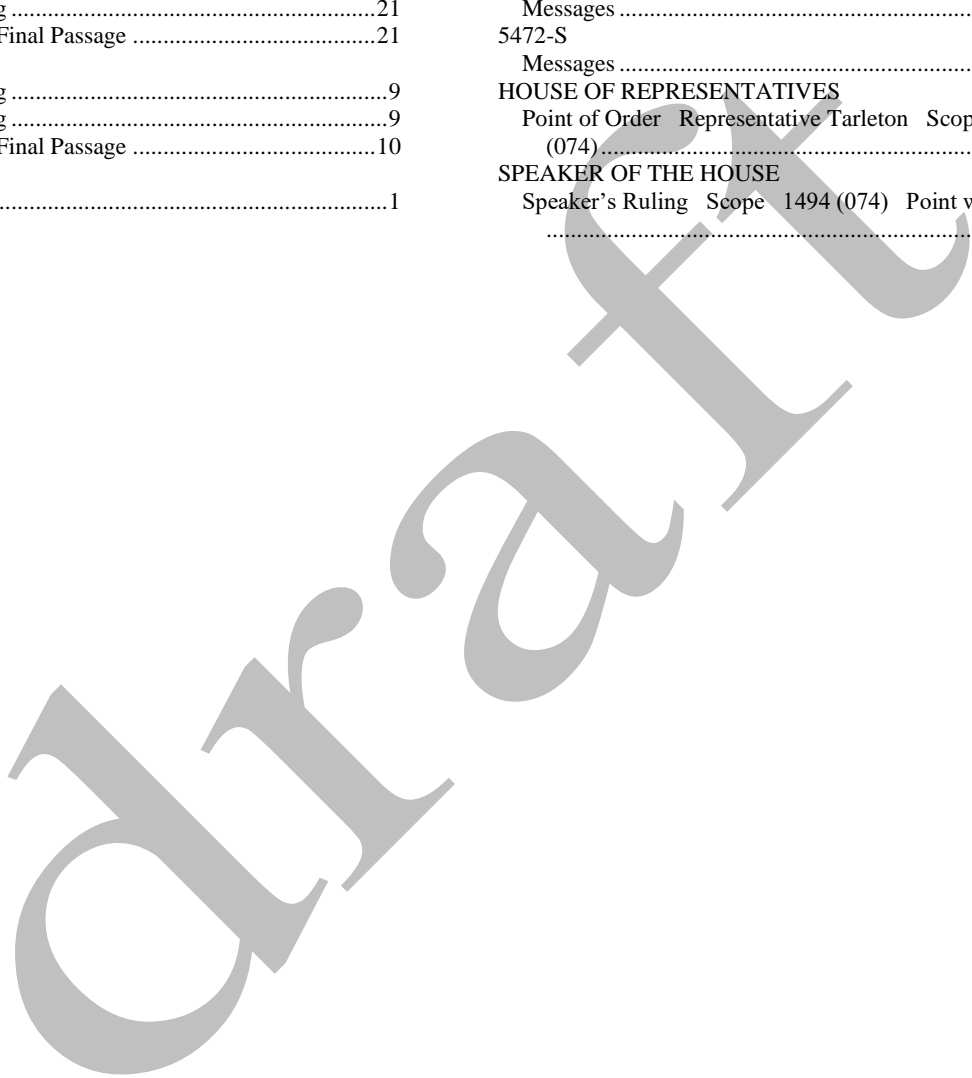 .......................................................................21
Final Passage ................................................21
.......................................................................9
.......................................................................9
Final Passage ................................................10
.......................................................................1
Messages ......................................................................
5472-S
Messages ......................................................................
HOUSE OF REPRESENTATIVES
Point of Order Representative Tarleton
(074) ......................................................................
SPEAKER OF THE HOUSE
Speaker's Ruling Scope 1494 (074) Point
......................................................................
draft